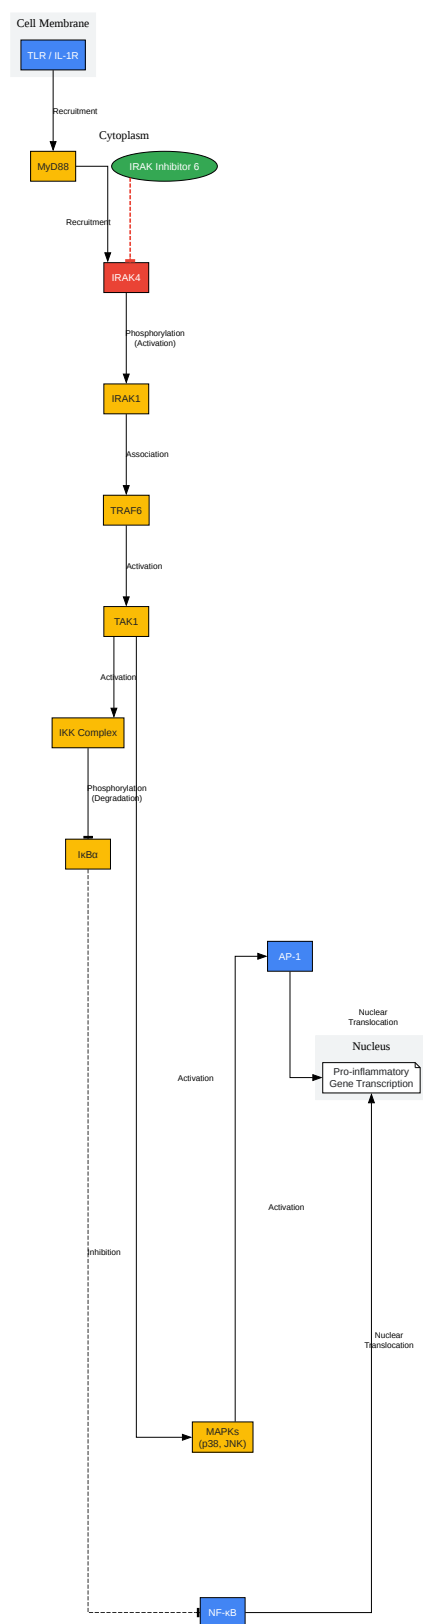 Cell Membrane
TLR / IL-1R
Recruitment
Cytoplasm
MyD88
IRAK Inhibitor 6
Recruitment
IRAK4
Phosphorylation
(Activation)
IRAK1
Association
TRAF6
Activation
TAK1
Activation
IKK Complex
Phosphorylation
(Degradation)
IκBα
AP-1
Nuclear
Translocation
Nucleus
Pro-inflammatory
Gene Transcription
Activation
Activation
Inhibition
Nuclear
Translocation
MAPKs
(p38, JNK)
NF-κB